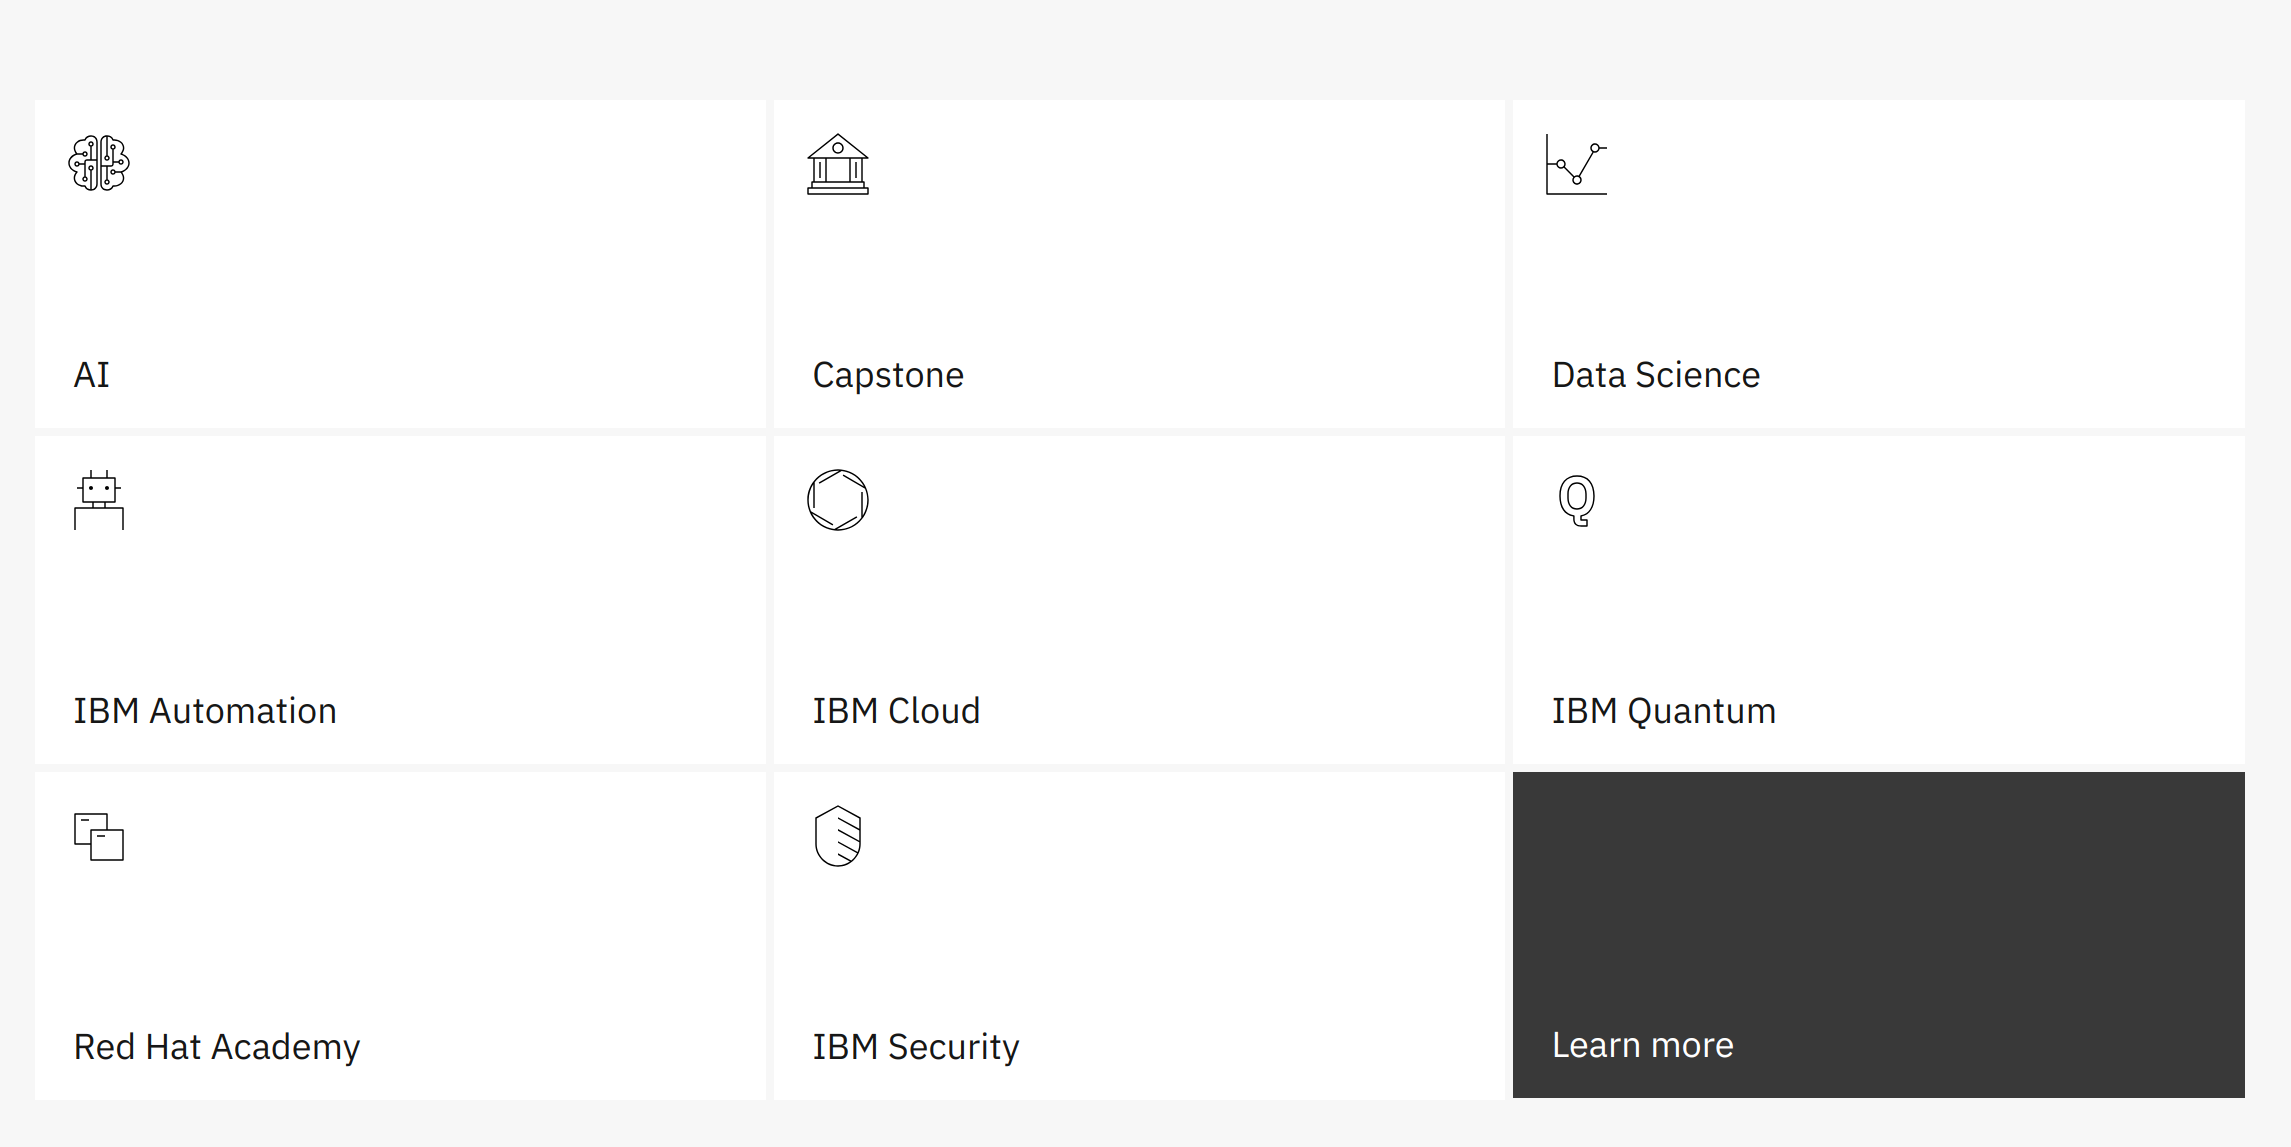 AI
Capstone
Data Science
IBM Automation
IBM Cloud
IBM Quantum
Red Hat Academy
IBM Security
Learn more